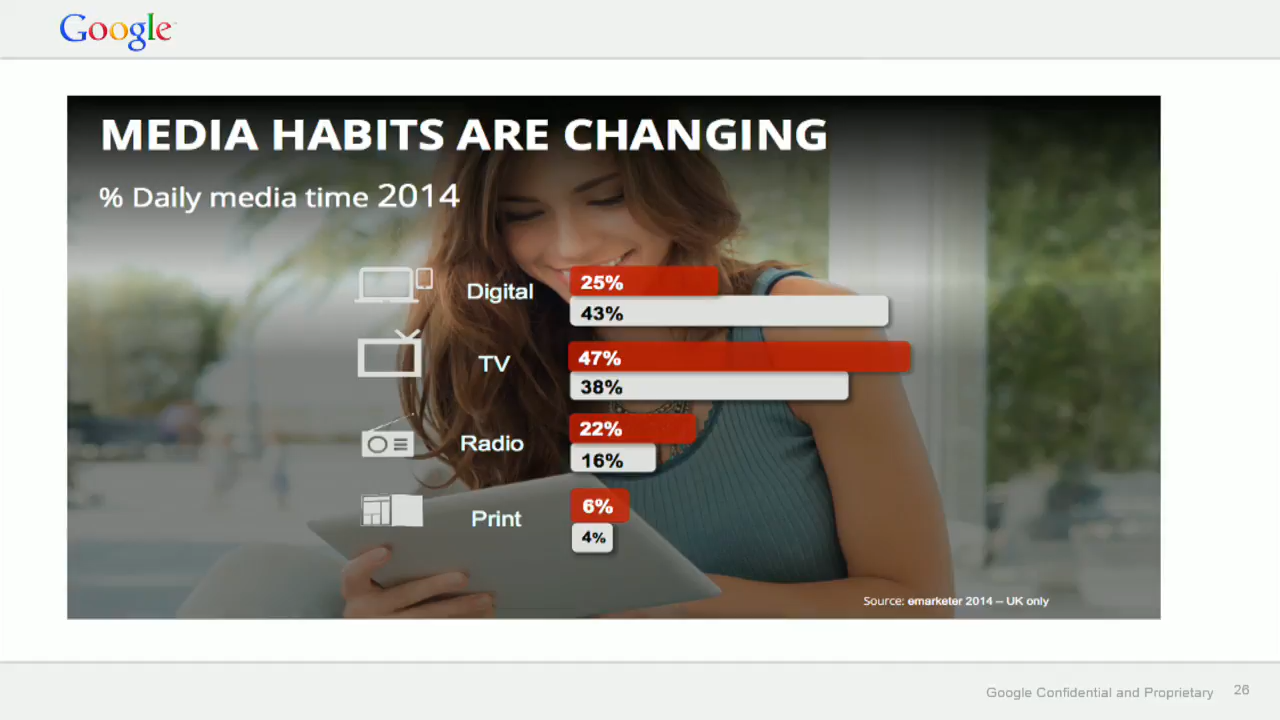 Google
MEDIA HABITS ARE CHANGING
% Daily media time 2014
Digital
25%
43%
TV
47%
38%
Radio
22%
16%
Print
6%
4%
Source: emarketer 2014 – UK only
Google Confidential and Proprietary 26